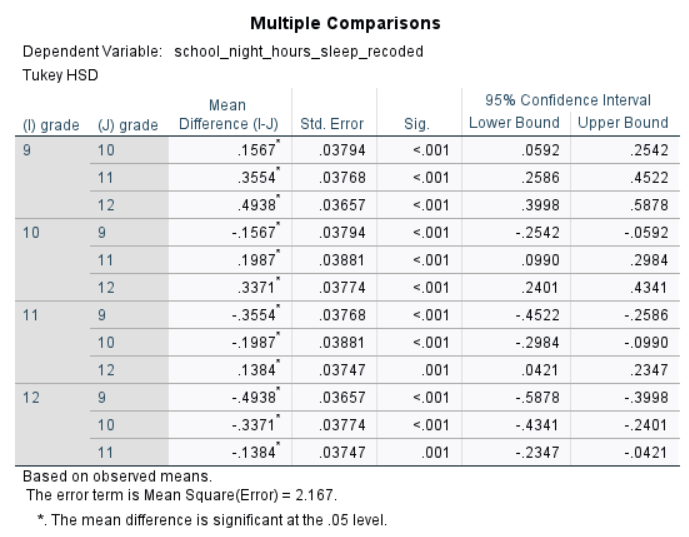 Multiple Comparisons
Dependent Variable: school_night_hours_sleep_recoded
Tukey HSD
(I) grade (J) grade Mean Difference (I-J) Std. Error Sig. 95% Confidence Interval
Lower Bound Upper Bound
9 10 .1567* .03794 <.001 .0592 .2542
11 .3554* .03768 <.001 .2586 .4522
12 .4938* .03657 <.001 .3998 .5878
10 9 -.1567* .03794 <.001 -.2542 -.0592
11 .1987* .03881 <.001 .0990 .2984
12 .3371* .03774 <.001 .2401 .4341
11 9 -.3554* .03768 <.001 -.4522 -.2586
10 -.1987* .03881 <.001 -.2984 -.0990
12 .1384* .03747 .001 .0421 .2347
12 9 -.4938* .03657 <.001 -.5878 -.3998
10 -.3371* .03774 <.001 -.4341 -.2401
11 -.1384* .03747 .001 -.2347 -.0421
Based on observed means.
The error term is Mean Square(Error) = 2.167.
*. The mean difference is significant at the .05 level.